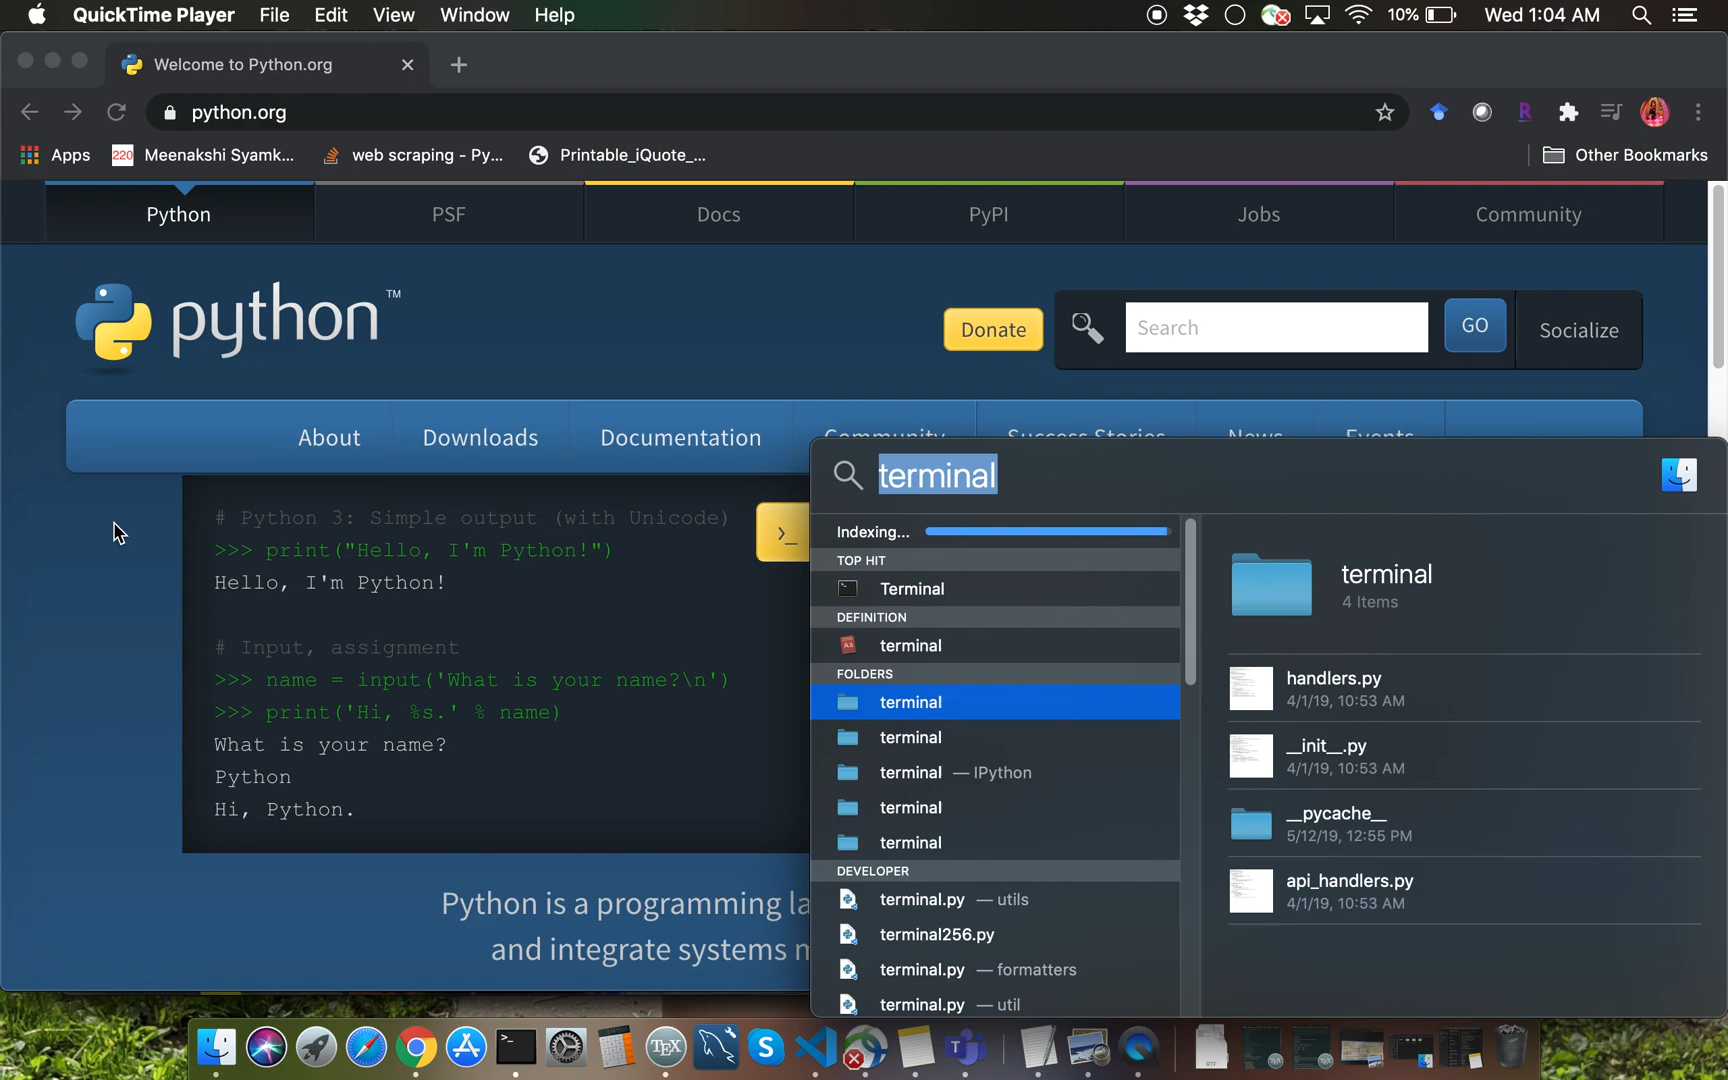 QuickTime Player File Edit View Window Help 10% Wed 1:04 AM
Welcome to Python.org
python.org
Apps 220 Meenakshi Syamk... web scraping - Py... Printable_iQuote_... Other Bookmarks
Python PSF Docs PyPI Jobs Community
python™
Donate Search GO Socialize
About Downloads Documentation Community Success Stories News Events
# Python 3: Simple output (with Unicode)
>>> print("Hello, I'm Python!")
Hello, I'm Python!
# Input, assignment
>>> name = input('What is your name?\n')
>>> print('Hi, %s.' % name)
What is your name?
Python
Hi, Python.
>_
Python is a programming la
and integrate systems m
terminal
Indexing...
TOP HIT
Terminal
DEFINITION
terminal
FOLDERS
terminal
terminal
terminal — IPython
terminal
terminal
DEVELOPER
terminal.py — utils
terminal256.py
terminal.py — formatters
terminal.py — util
terminal
4 Items
handlers.py
4/1/19, 10:53 AM
__init__.py
4/1/19, 10:53 AM
__pycache__
5/12/19, 12:55 PM
api_handlers.py
4/1/19, 10:53 AM